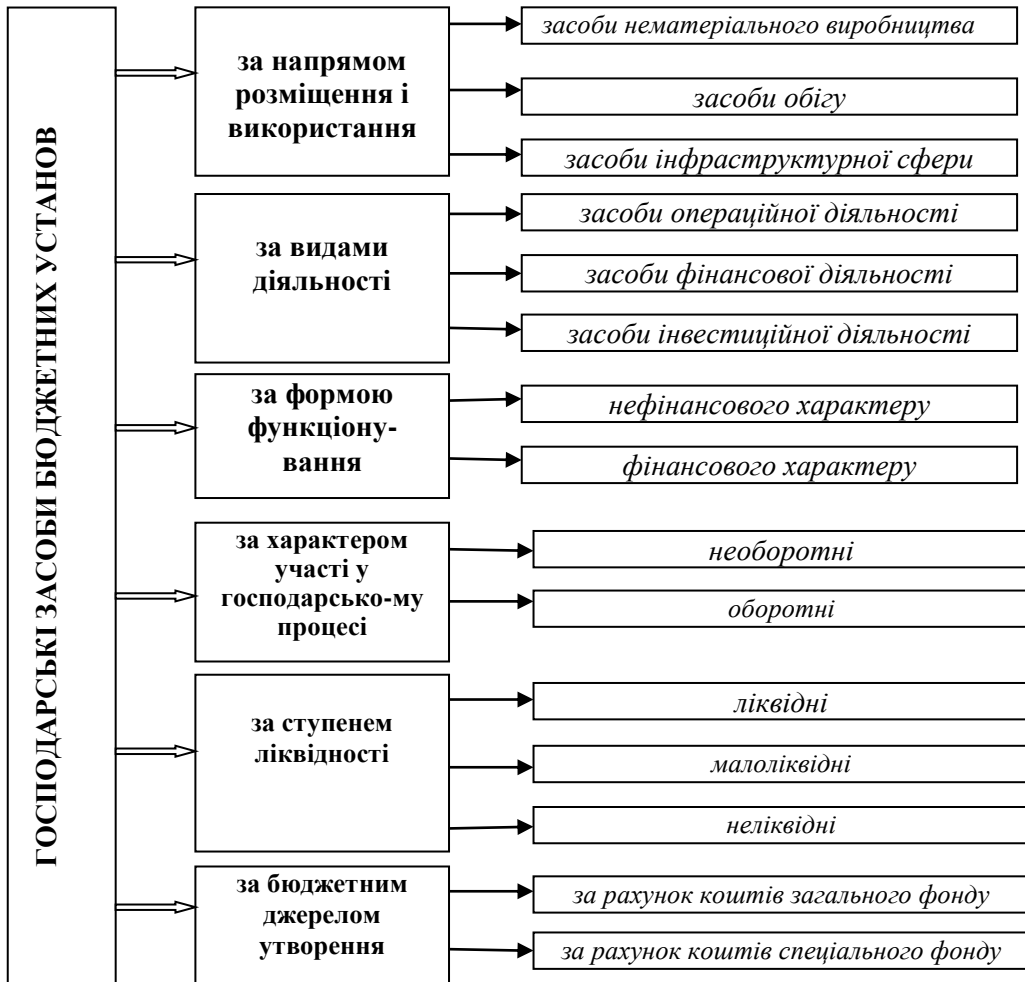 ГОСПОДАРСЬКІ ЗАСОБИ БЮДЖЕТНИХ УСТАНОВ
за напрямом
розміщення і
використання
засоби нематеріального виробництва
засоби обігу
засоби інфраструктурної сфери
за видами
діяльності
засоби операційної діяльності
засоби фінансової діяльності
засоби інвестиційної діяльності
за формою
функціону-
вання
нефінансового характеру
фінансового характеру
за характером
участі у
господарсько-му
процесі
необоротні
оборотні
за ступенем
ліквідності
ліквідні
малоліквідні
неліквідні
за бюджетним
джерелом
утворення
за рахунок коштів загального фонду
за рахунок коштів спеціального фонду